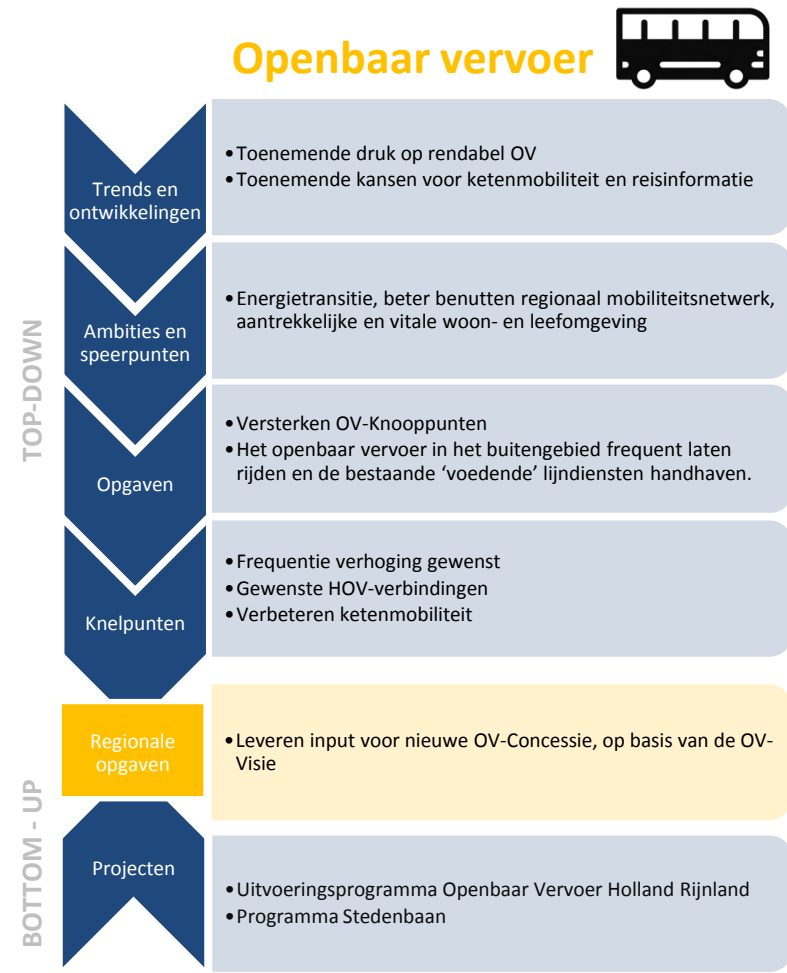 Openbaar vervoer
TOP-DOWN
Trends en
ontwikkelingen
•Toenemende druk op rendabel OV
•Toenemende kansen voor ketenmobiliteit en reisinformatie
Ambities en
speerpunten
•Energietransitie, beter benutten regionaal mobiliteitsnetwerk,
aantrekkelijke en vitale woon- en leefomgeving
Opgaven
•Versterken OV-Knooppunten
•Het openbaar vervoer in het buitengebied frequent laten
rijden en de bestaande ‘voedende’ lijndiensten handhaven.
Knelpunten
•Frequentie verhoging gewenst
•Gewenste HOV-verbindingen
•Verbeteren ketenmobiliteit
BOTTOM - UP
Regionale
opgaven
•Leveren input voor nieuwe OV-Concessie, op basis van de OV-
Visie
Projecten
•Uitvoeringsprogramma Openbaar Vervoer Holland Rijnland
•Programma Stedenbaan